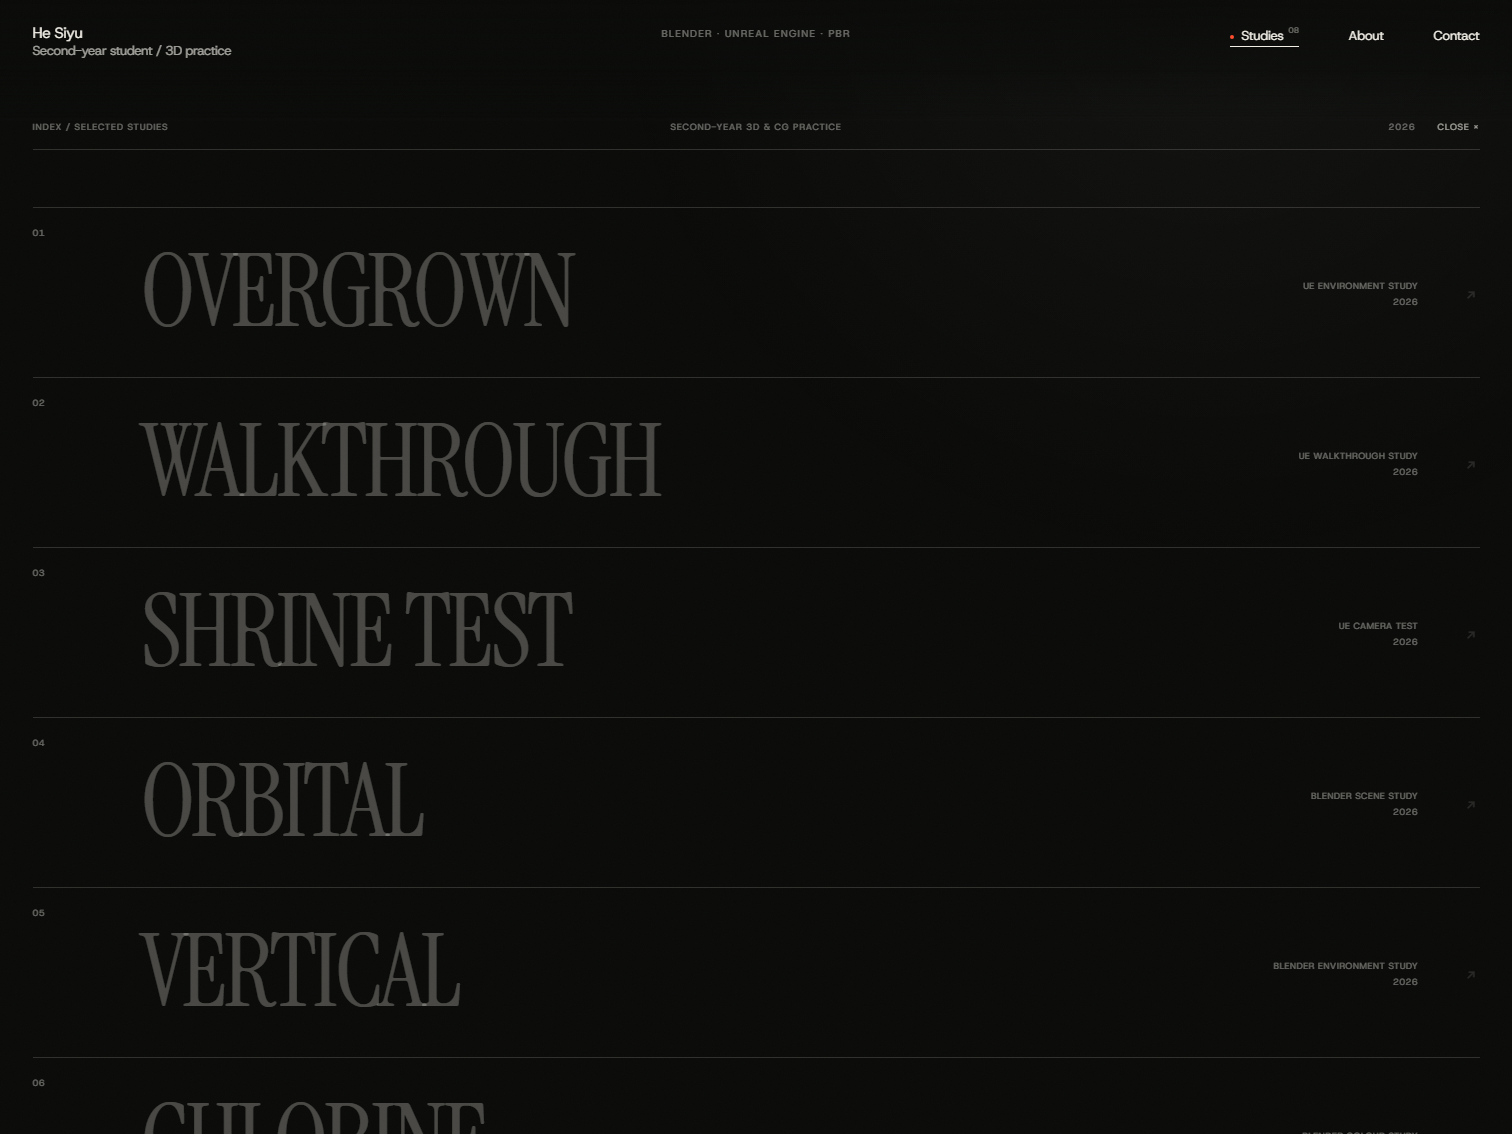 He Siyu
Second-year student / 3D practice
BLENDER · UNREAL ENGINE · PBR
Studies 08
About
Contact
INDEX / SELECTED STUDIES
SECOND-YEAR 3D & CG PRACTICE
2026
CLOSE ×
01
OVERGROWN
UE ENVIRONMENT STUDY
2026
02
WALKTHROUGH
UE WALKTHROUGH STUDY
2026
03
SHRINE TEST
UE CAMERA TEST
2026
04
ORBITAL
BLENDER SCENE STUDY
2026
05
VERTICAL
BLENDER ENVIRONMENT STUDY
2026
06
CHLORINE